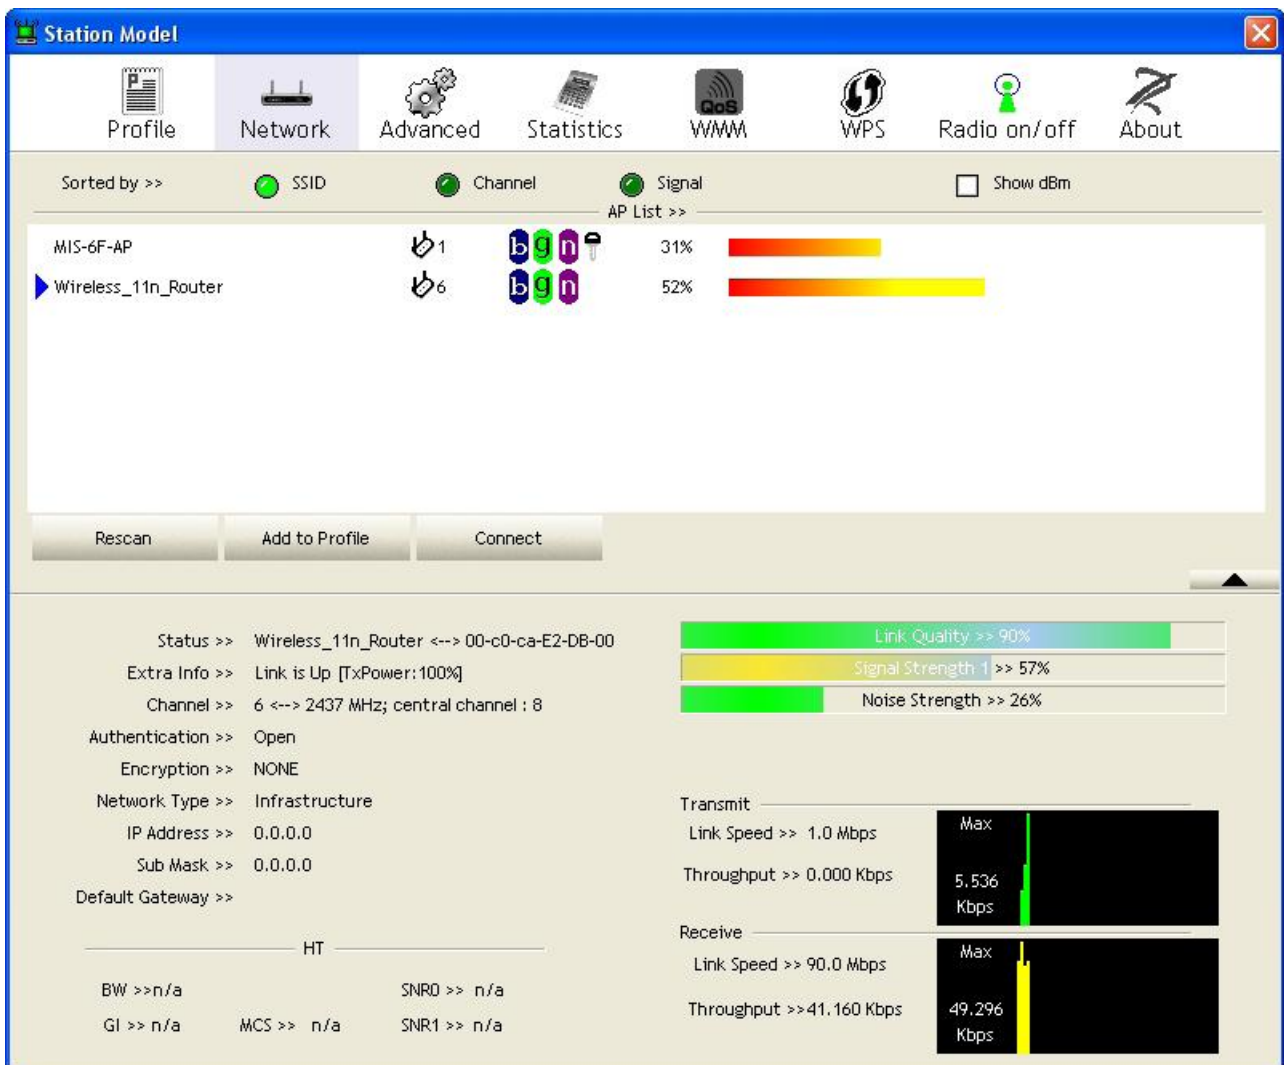 Station Model
Profile Network Advanced Statistics QoS WMM WPS Radio on/off About
Sorted by >> SSID Channel Signal Show dBm
AP List >>
MIS-6F-AP 1 b g n 31%
Wireless_11n_Router 6 b g n 52%
Rescan Add to Profile Connect
Status >> Wireless_11n_Router <--> 00-c0-ca-E2-DB-00
Extra Info >> Link is Up [TxPower:100%]
Channel >> 6 <--> 2437 MHz; central channel : 8
Authentication >> Open
Encryption >> NONE
Network Type >> Infrastructure
IP Address >> 0.0.0.0
Sub Mask >> 0.0.0.0
Default Gateway >>
HT
BW >>n/a SNR0 >> n/a
GI >> n/a MCS >> n/a SNR1 >> n/a
Link Quality >> 90%
Signal Strength 1 >> 57%
Noise Strength >> 26%
Transmit
Link Speed >> 1.0 Mbps
Throughput >> 0.000 Kbps
Max
5.536
Kbps
Receive
Link Speed >> 90.0 Mbps
Throughput >>41.160 Kbps
Max
49.296
Kbps